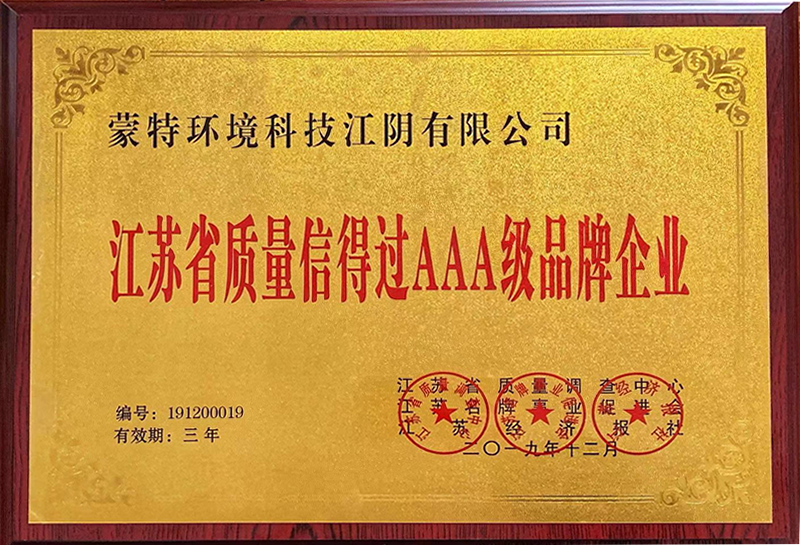 蒙特环境科技江阴有限公司
江苏省质量信得过AAA级品牌企业
编号：191200019
有效期：三年
江苏省质量调查中心
江苏名牌事业促进会
江苏经济报社
二〇一九年十二月